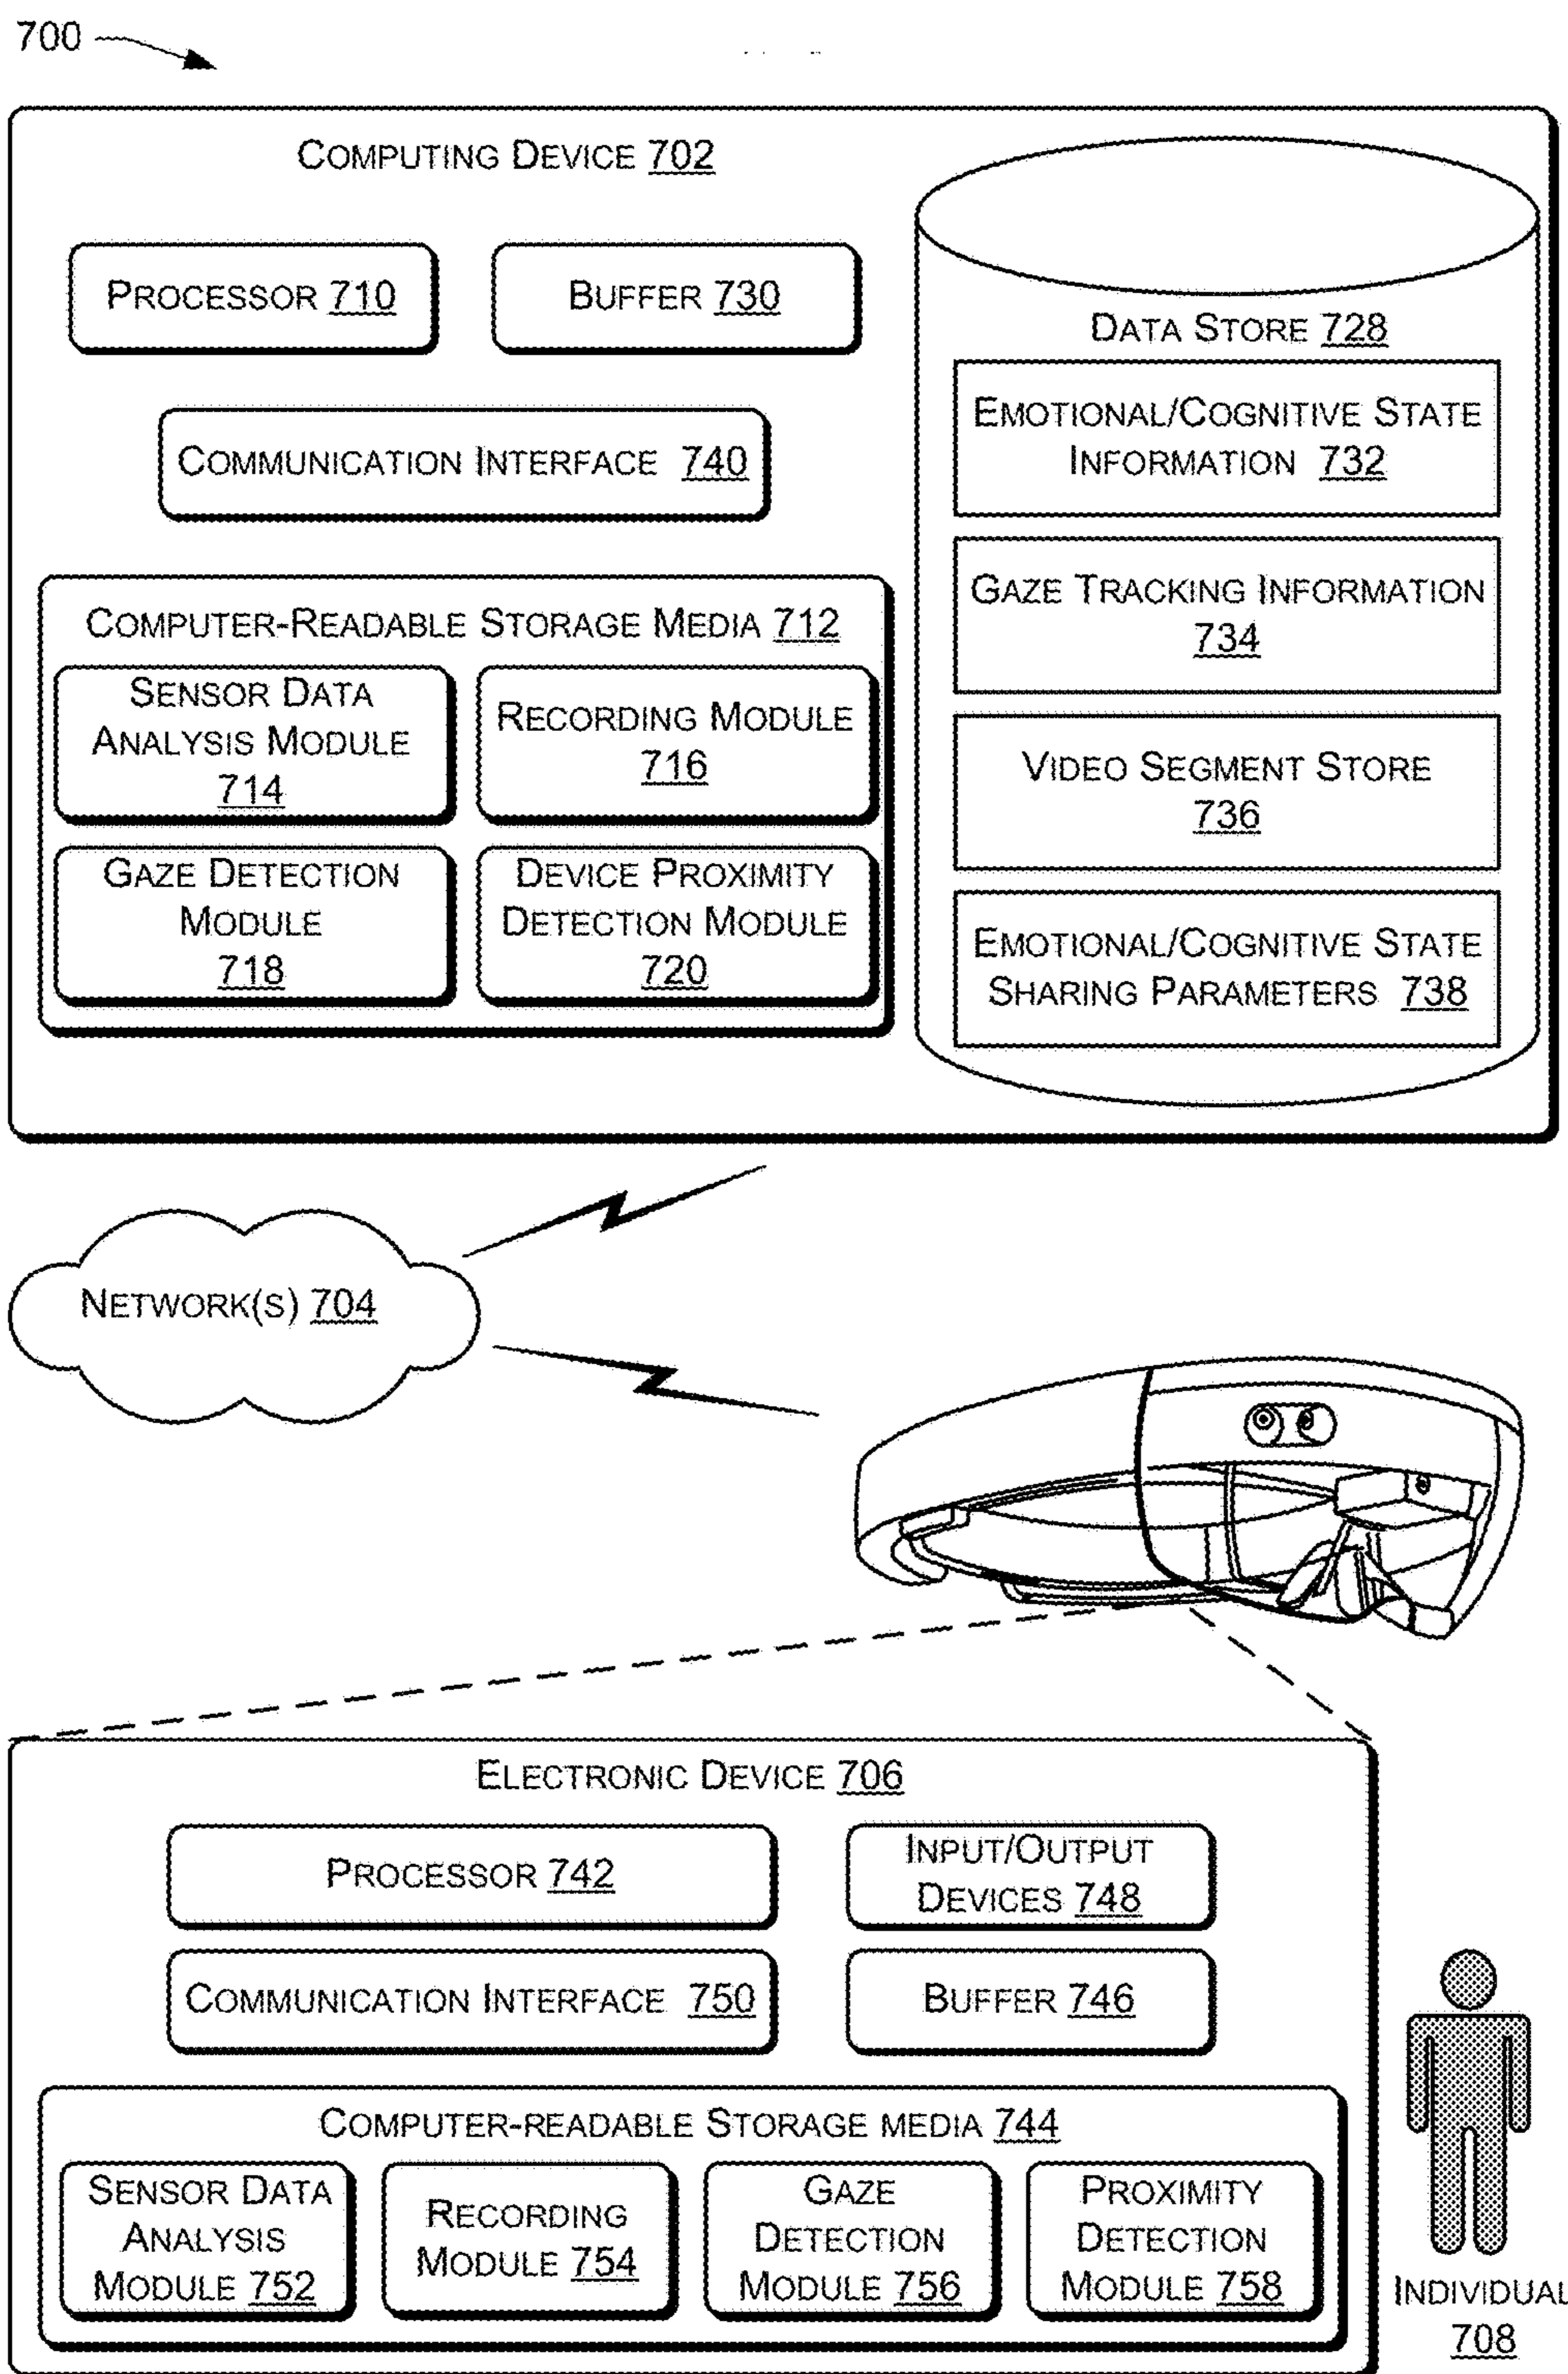 700
COMPUTING DEVICE 702
PROCESSOR 710
BUFFER 730
COMMUNICATION INTERFACE 740
COMPUTER-READABLE STORAGE MEDIA 712
SENSOR DATA
ANALYSIS MODULE
714
RECORDING MODULE
716
GAZE DETECTION
MODULE
718
DEVICE PROXIMITY
DETECTION MODULE
720
DATA STORE 728
EMOTIONAL/COGNITIVE STATE
INFORMATION 732
GAZE TRACKING INFORMATION
734
VIDEO SEGMENT STORE
736
EMOTIONAL/COGNITIVE STATE
SHARING PARAMETERS 738
NETWORK(S) 704
ELECTRONIC DEVICE 706
PROCESSOR 742
INPUT/OUTPUT
DEVICES 748
COMMUNICATION INTERFACE 750
BUFFER 746
COMPUTER-READABLE STORAGE MEDIA 744
SENSOR DATA
ANALYSIS
MODULE 752
RECORDING
MODULE 754
GAZE
DETECTION
MODULE 756
PROXIMITY
DETECTION
MODULE 758
INDIVIDUAL
708